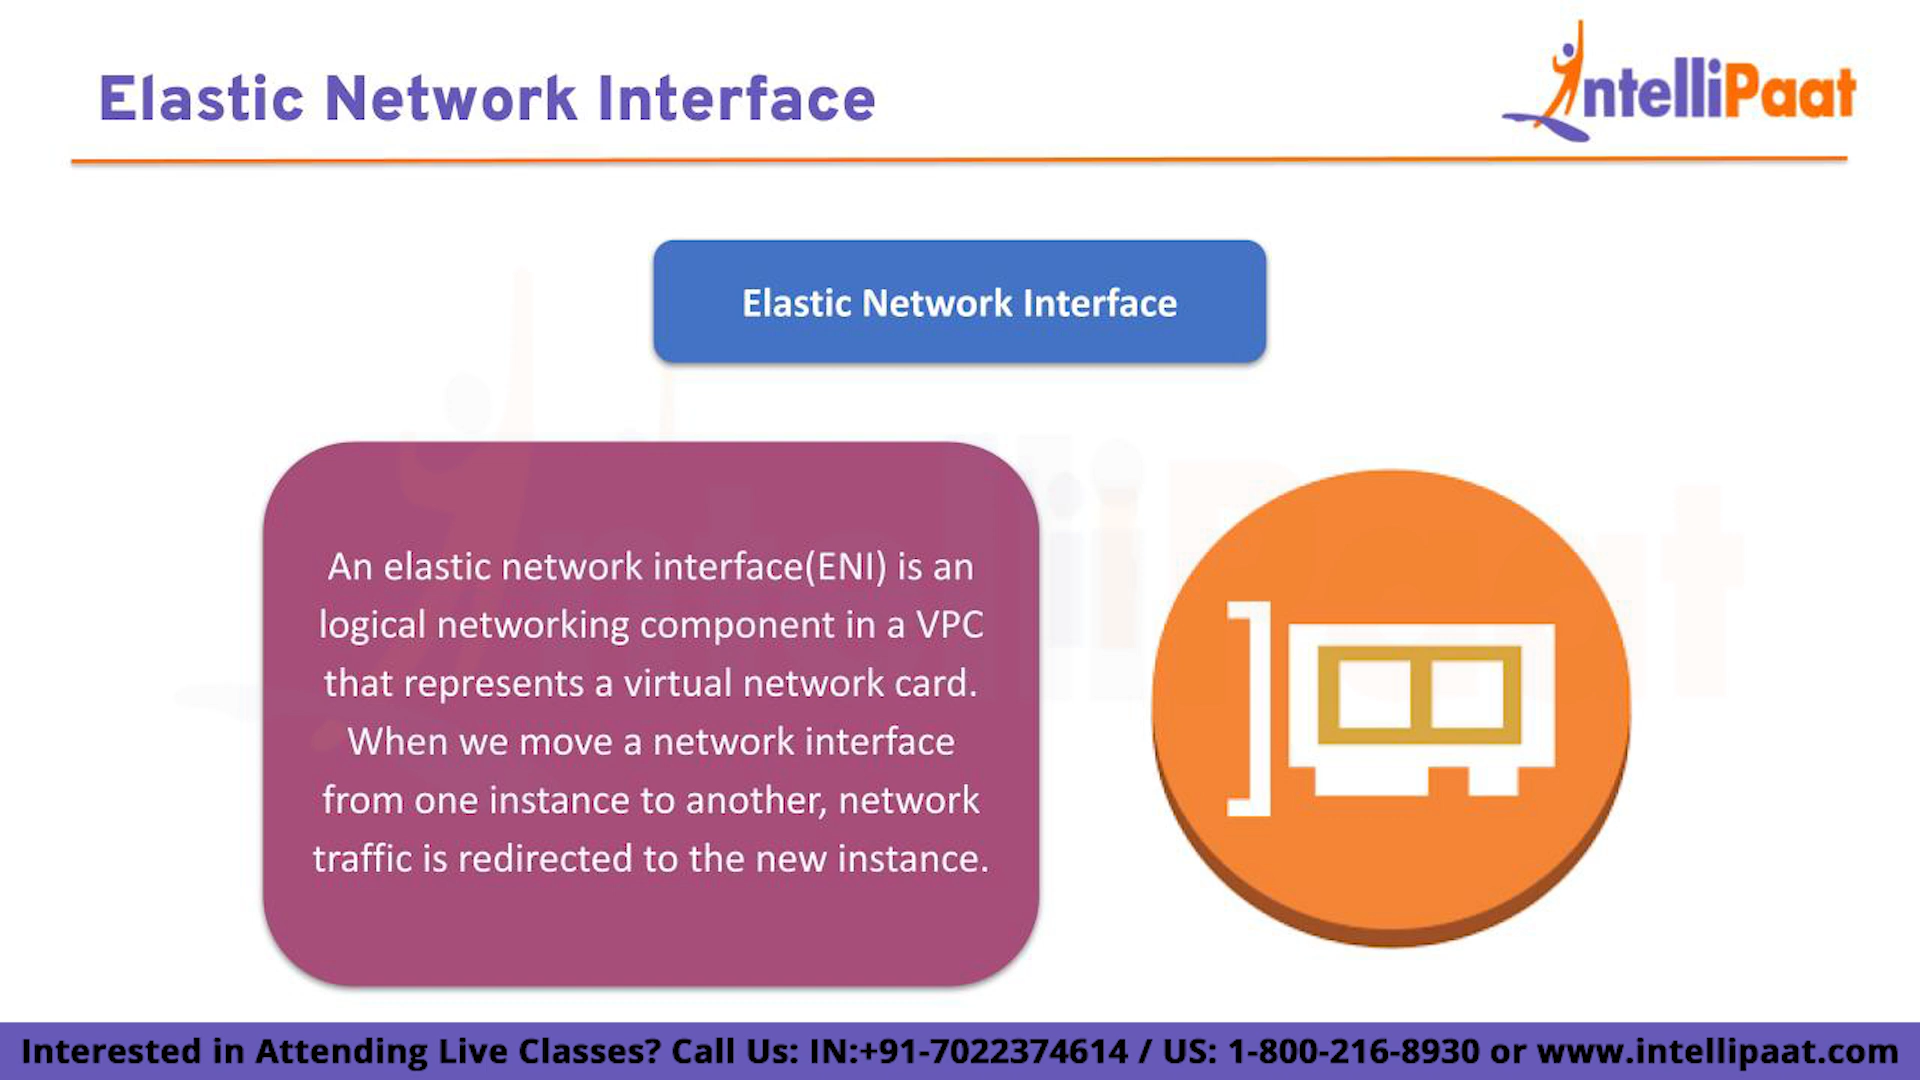 Elastic Network Interface
IntelliPaat
Elastic Network Interface
An elastic network interface(ENI) is an
logical networking component in a VPC
that represents a virtual network card.
When we move a network interface
from one instance to another, network
traffic is redirected to the new instance.
Interested in Attending Live Classes? Call Us: IN:+91-7022374614 / US: 1-800-216-8930 or www.intellipaat.com